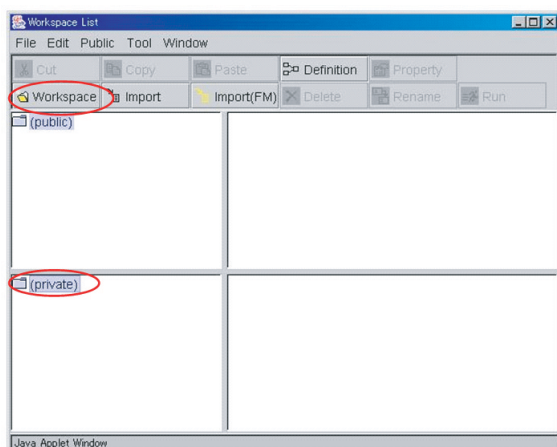 Workspace List
File Edit Public Tool Window
Cut Copy Paste Definition Property
Workspace Import Import(FM) Delete Rename Run
(public)
(private)
Java Applet Window